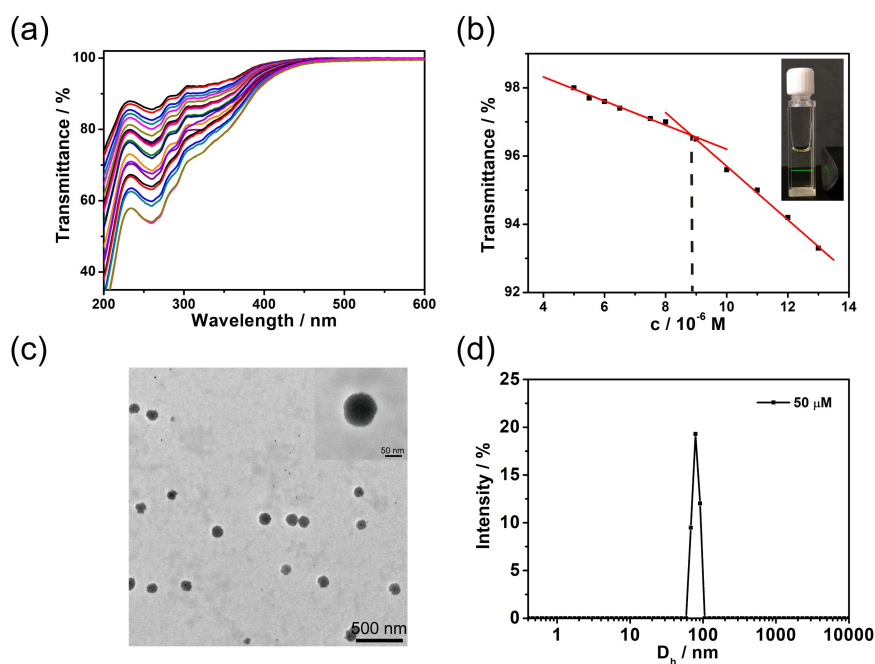 (a)
100
80
60
40
Transmittance / %
200 300 400 500 600
Wavelength / nm
(b)
98
96
94
92
Transmittance / %
4 6 8 10 12 14
c / 10⁻⁶ M
(c)
50 nm
500 nm
(d)
50 μM
25
20
15
10
5
0
Intensity / %
1 10 100 1000 10000
Dₕ / nm